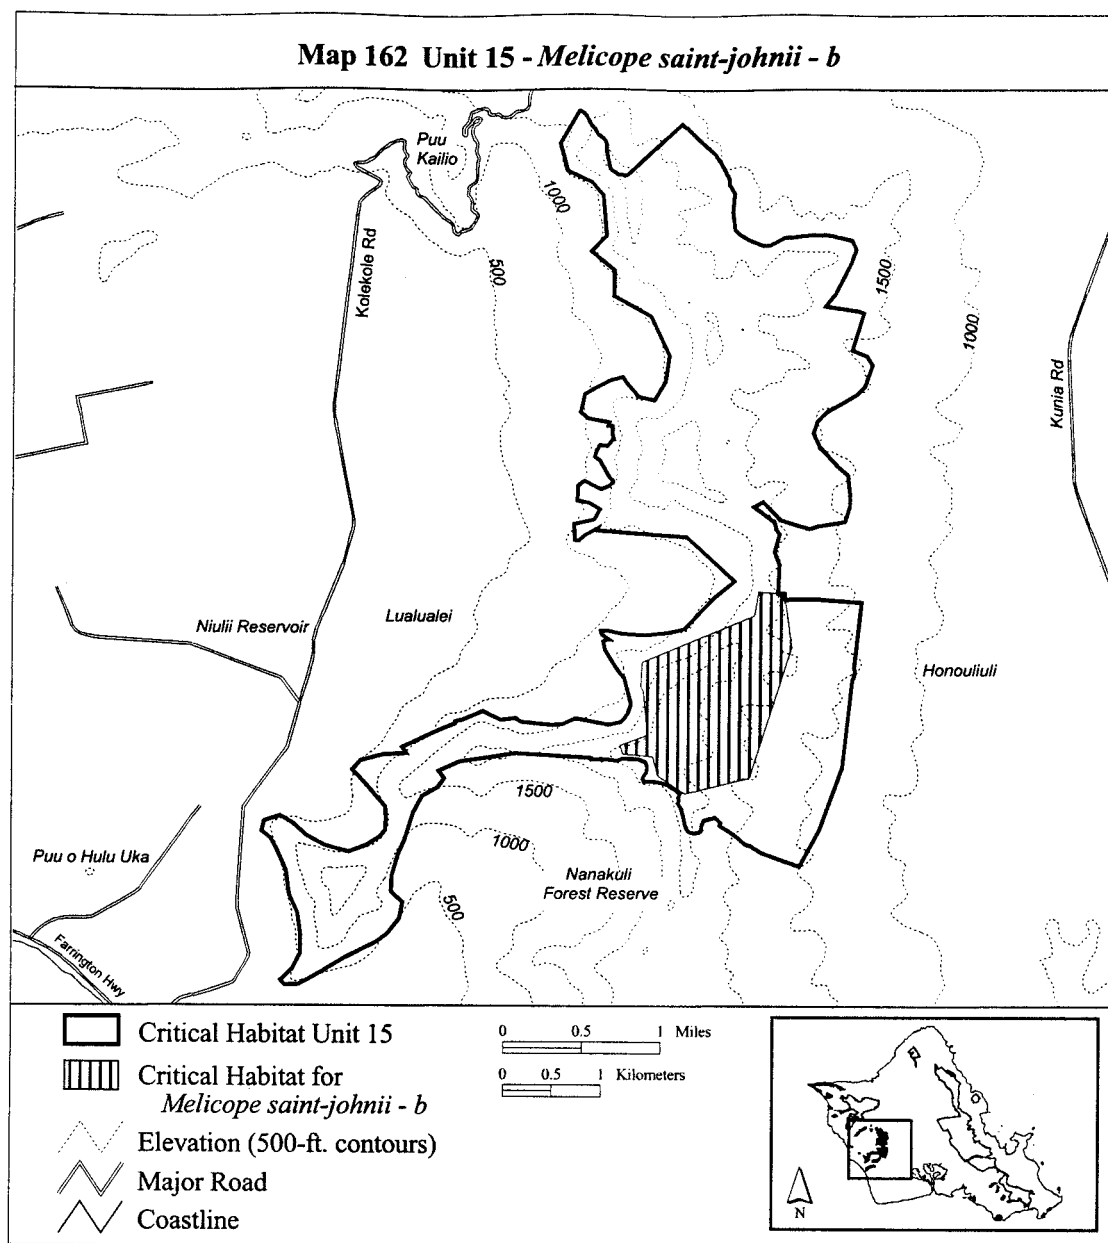 Map 162 Unit 15 - Melicope saint-johnii - b
Puu
Kailio
1000
Kolekole Rd
500
1500
1000
Kunia Rd
Niulii Reservoir
Lualualei
Honouliuli
1500
1000
Puu o Hulu Uka
Nanakuli
Forest Reserve
500
Farrington Hwy
Critical Habitat Unit 15
Critical Habitat for
Melicope saint-johnii - b
Elevation (500-ft. contours)
Major Road
Coastline
0 0.5 1 Miles
0 0.5 1 Kilometers
N